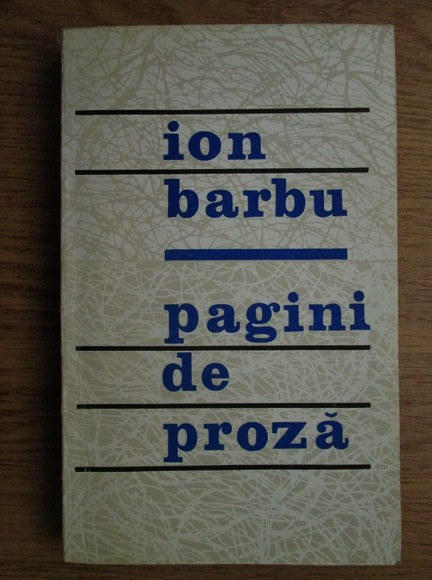 ion
barbu
pagini
de
proză